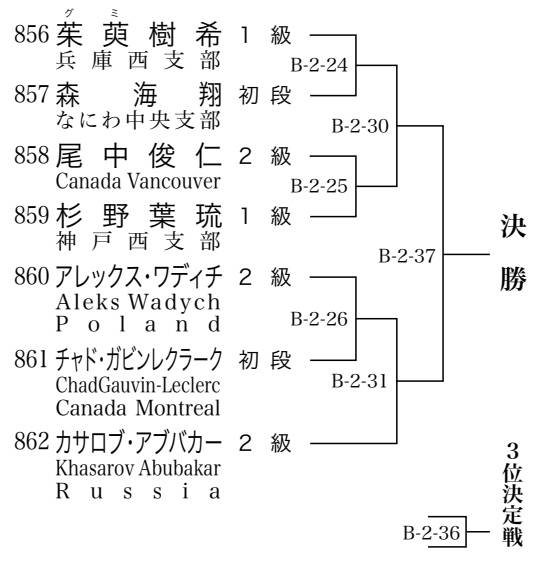 グ ミ
856 茱萸樹希 1級
兵庫西支部
B-2-24
857 森海翔 初段
なにわ中央支部
B-2-30
858 尾中俊仁 2級
Canada Vancouver
B-2-25
859 杉野葉琉 1級
神戸西支部
B-2-37
決勝
860 アレックス・ワディチ 2級
Aleks Wadych
Poland
B-2-26
861 チャド・ガビンレクラーク 初段
ChadGauvin-Leclerc
Canada Montreal
B-2-31
862 カサロブ・アブバカー 2級
Khasarov Abubakar
Russia
3位決定戦
B-2-36